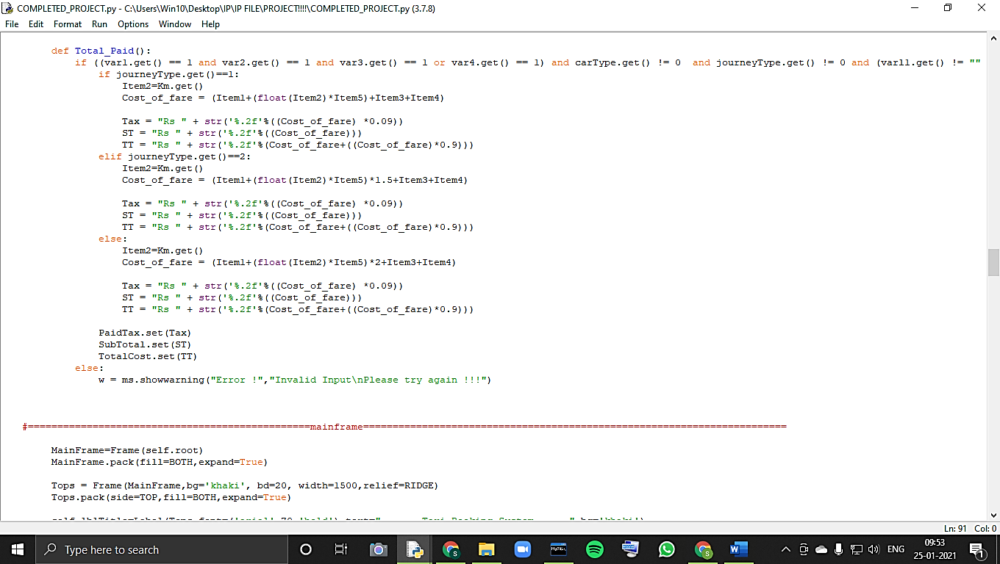 COMPLETED_PROJECT.py - C:\Users\Win10\Desktop\IP\IP FILE\PROJECT!!!!\COMPLETED_PROJECT.py (3.7.8)
File Edit Format Run Options Window Help
def Total_Paid():
if ((var1.get() == 1 and var2.get() == 1 and var3.get() == 1 or var4.get() == 1) and carType.get() != 0  and journeyType.get() != 0 and (var11.get() != ""
if journeyType.get()==1:
Item2=Km.get()
Cost_of_fare = (Item1+(float(Item2)*Item5)+Item3+Item4)
Tax = "Rs " + str('%.2f'%((Cost_of_fare) *0.09))
ST = "Rs " + str('%.2f'%((Cost_of_fare)))
TT = "Rs " + str('%.2f'%(Cost_of_fare+((Cost_of_fare)*0.9)))
elif journeyType.get()==2:
Item2=Km.get()
Cost_of_fare = (Item1+(float(Item2)*Item5)*1.5+Item3+Item4)
Tax = "Rs " + str('%.2f'%((Cost_of_fare) *0.09))
ST = "Rs " + str('%.2f'%((Cost_of_fare)))
TT = "Rs " + str('%.2f'%(Cost_of_fare+((Cost_of_fare)*0.9)))
else:
Item2=Km.get()
Cost_of_fare = (Item1+(float(Item2)*Item5)*2+Item3+Item4)
Tax = "Rs " + str('%.2f'%((Cost_of_fare) *0.09))
ST = "Rs " + str('%.2f'%((Cost_of_fare)))
TT = "Rs " + str('%.2f'%(Cost_of_fare+((Cost_of_fare)*0.9)))
PaidTax.set(Tax)
SubTotal.set(ST)
TotalCost.set(TT)
else:
w = ms.showwarning("Error !","Invalid Input\nPlease try again !!!")
#================================================mainframe========================================================================
MainFrame=Frame(self.root)
MainFrame.pack(fill=BOTH,expand=True)
Tops = Frame(MainFrame,bg='khaki', bd=20, width=1500,relief=RIDGE)
Tops.pack(side=TOP,fill=BOTH,expand=True)
Ln: 91 Col: 0
Type here to search
ENG
09:53
25-01-2021
1